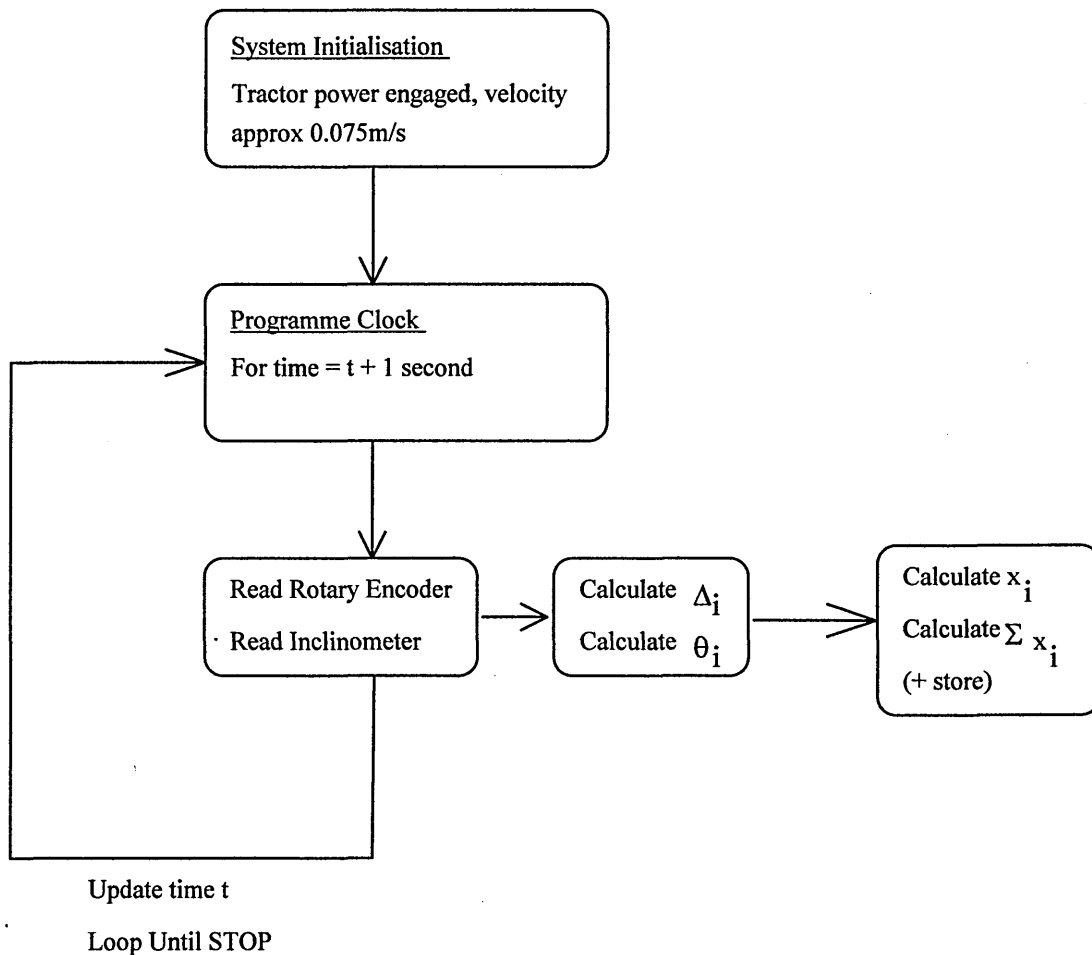 System Initialisation
Tractor power engaged, velocity
approx 0.075m/s
Programme Clock
For time = t + 1 second
Read Rotary Encoder
Read Inclinometer
Calculate Δi
Calculate θi
Calculate xi
Calculate Σ xi
(+ store)
Update time t
Loop Until STOP